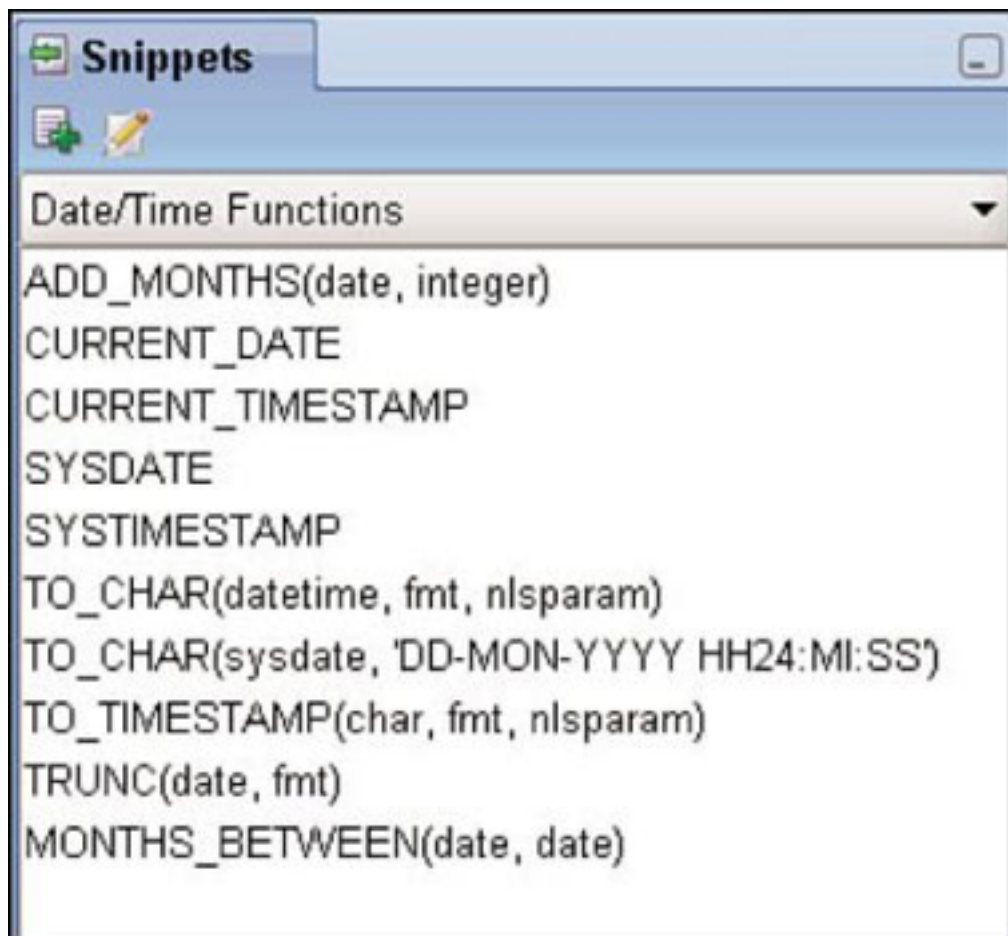 Snippets
Date/Time Functions
ADD_MONTHS(date, integer)
CURRENT_DATE
CURRENT_TIMESTAMP
SYSDATE
SYSTIMESTAMP
TO_CHAR(datetime, fmt, nlsparam)
TO_CHAR(sysdate, 'DD-MON-YYYY HH24:MI:SS')
TO_TIMESTAMP(char, fmt, nlsparam)
TRUNC(date, fmt)
MONTHS_BETWEEN(date, date)